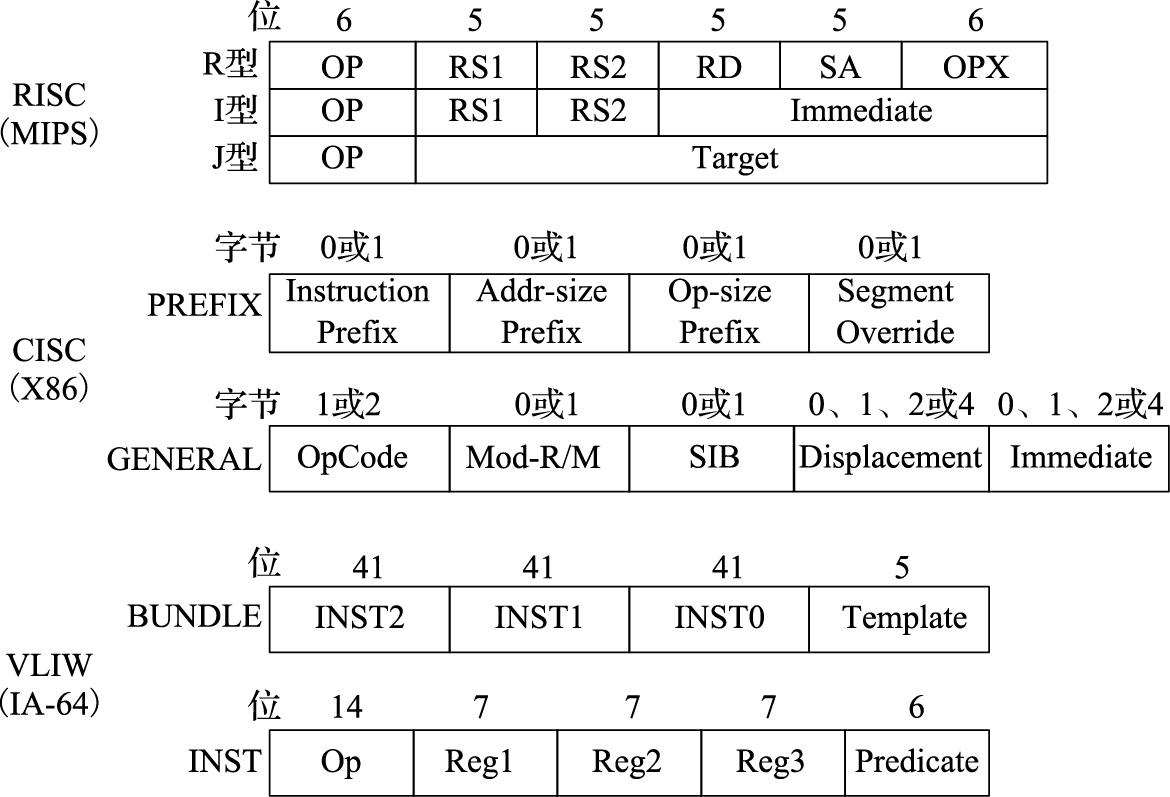 位 6 5 5 5 5 6
RISC
(MIPS)
R型 OP RS1 RS2 RD SA OPX
I型 OP RS1 RS2 Immediate
J型 OP Target
CISC
(X86)
字节 0或1 0或1 0或1 0或1
PREFIX Instruction Prefix Addr-size Prefix Op-size Prefix Segment Override
字节 1或2 0或1 0或1 0、1、2或4 0、1、2或4
GENERAL OpCode Mod-R/M SIB Displacement Immediate
VLIW
(IA-64)
位 41 41 41 5
BUNDLE INST2 INST1 INST0 Template
位 14 7 7 7 6
INST Op Reg1 Reg2 Reg3 Predicate